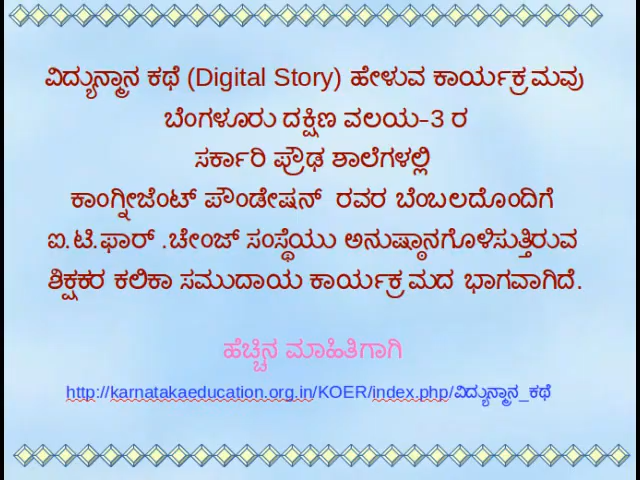 ವಿದ್ಯುನ್ಮಾನ ಕಥೆ (Digital Story) ಹೇಳುವ ಕಾರ್ಯಕ್ರಮವು
ಬೆಂಗಳೂರು ದಕ್ಷಿಣ ವಲಯ-3 ರ
ಸರ್ಕಾರಿ ಪ್ರೌಢ ಶಾಲೆಗಳಲ್ಲಿ
ಕಾಂಗ್ನೀಜೆಂಟ್ ಪೌಂಡೇಷನ್ ರವರ ಬೆಂಬಲದೊಂದಿಗೆ
ಐ.ಟಿ.ಫಾರ್ .ಚೇಂಜ್ ಸಂಸ್ಥೆಯು ಅನುಷ್ಠಾನಗೊಳಿಸುತ್ತಿರುವ
ಶಿಕ್ಷಕರ ಕಲಿಕಾ ಸಮುದಾಯ ಕಾರ್ಯಕ್ರಮದ ಭಾಗವಾಗಿದೆ.
ಹೆಚ್ಚಿನ ಮಾಹಿತಿಗಾಗಿ
http://karnatakaeducation.org.in/KOER/index.php/ವಿದ್ಯುನ್ಮಾನ_ಕಥೆ